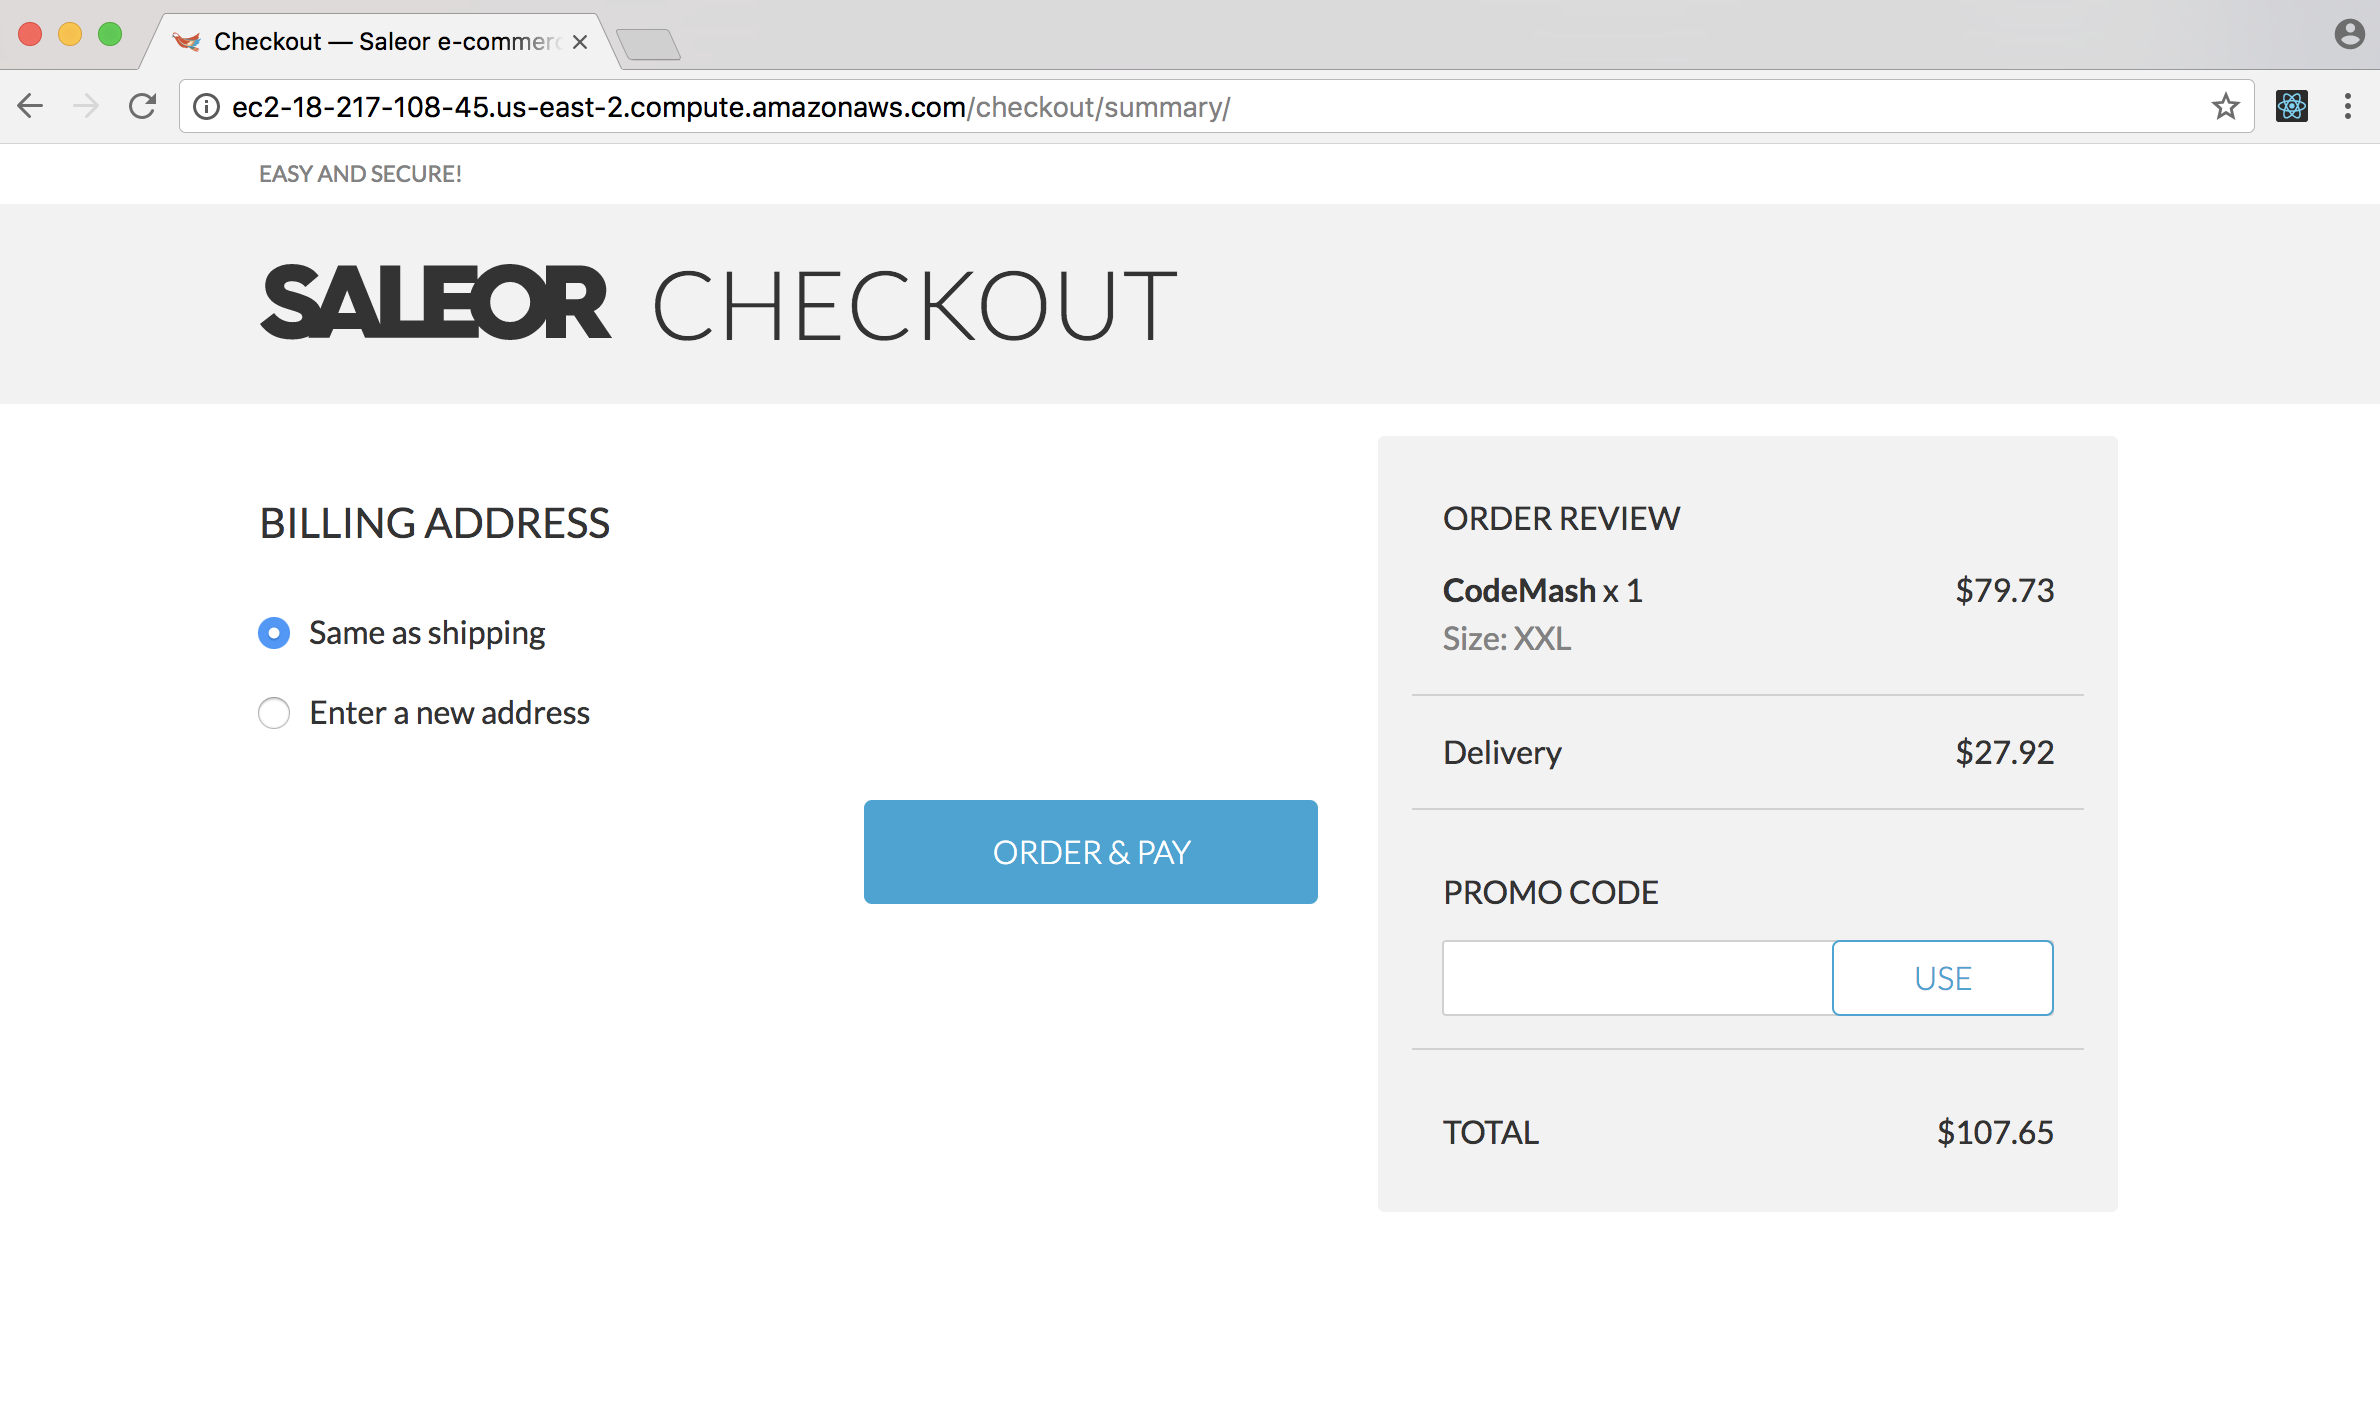 Checkout — Saleor e-commerc
ec2-18-217-108-45.us-east-2.compute.amazonaws.com/checkout/summary/
EASY AND SECURE!
SALEOR CHECKOUT
BILLING ADDRESS
Same as shipping
Enter a new address
ORDER & PAY
ORDER REVIEW
CodeMash x 1 $79.73
Size: XXL
Delivery $27.92
PROMO CODE
USE
TOTAL $107.65